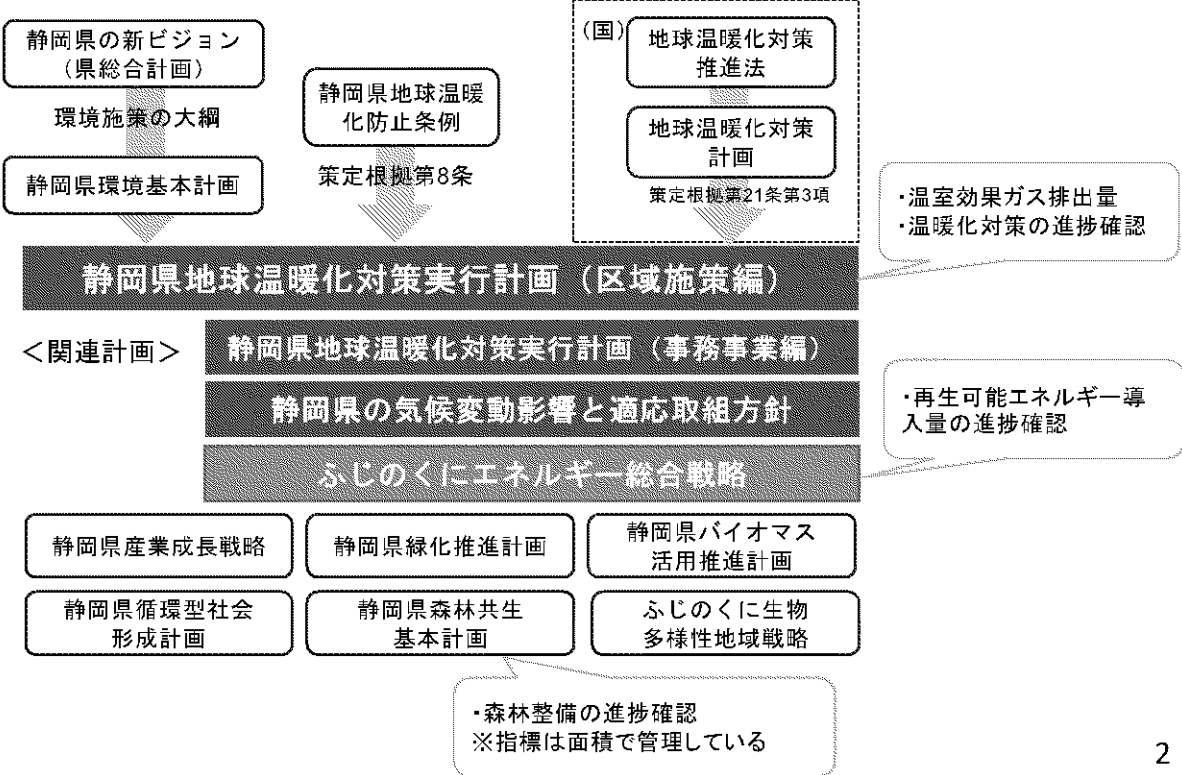 静岡県の新ビジョン
(県総合計画)
環境施策の大綱
静岡県環境基本計画
静岡県地球温暖
化防止条例
策定根拠第8条
(国)
地球温暖化対策
推進法
地球温暖化対策
計画
策定根拠第21条第3項
・温室効果ガス排出量
・温暖化対策の進捗確認
静岡県地球温暖化対策実行計画(区域施策編)
<関連計画>
静岡県地球温暖化対策実行計画(事務事業編)
静岡県の気候変動影響と適応取組方針
ふじのくにエネルギー総合戦略
・再生可能エネルギー導
入量の進捗確認
静岡県産業成長戦略
静岡県緑化推進計画
静岡県バイオマス
活用推進計画
静岡県循環型社会
形成計画
静岡県森林共生
基本計画
ふじのくに生物
多様性地域戦略
・森林整備の進捗確認
※指標は面積で管理している
2